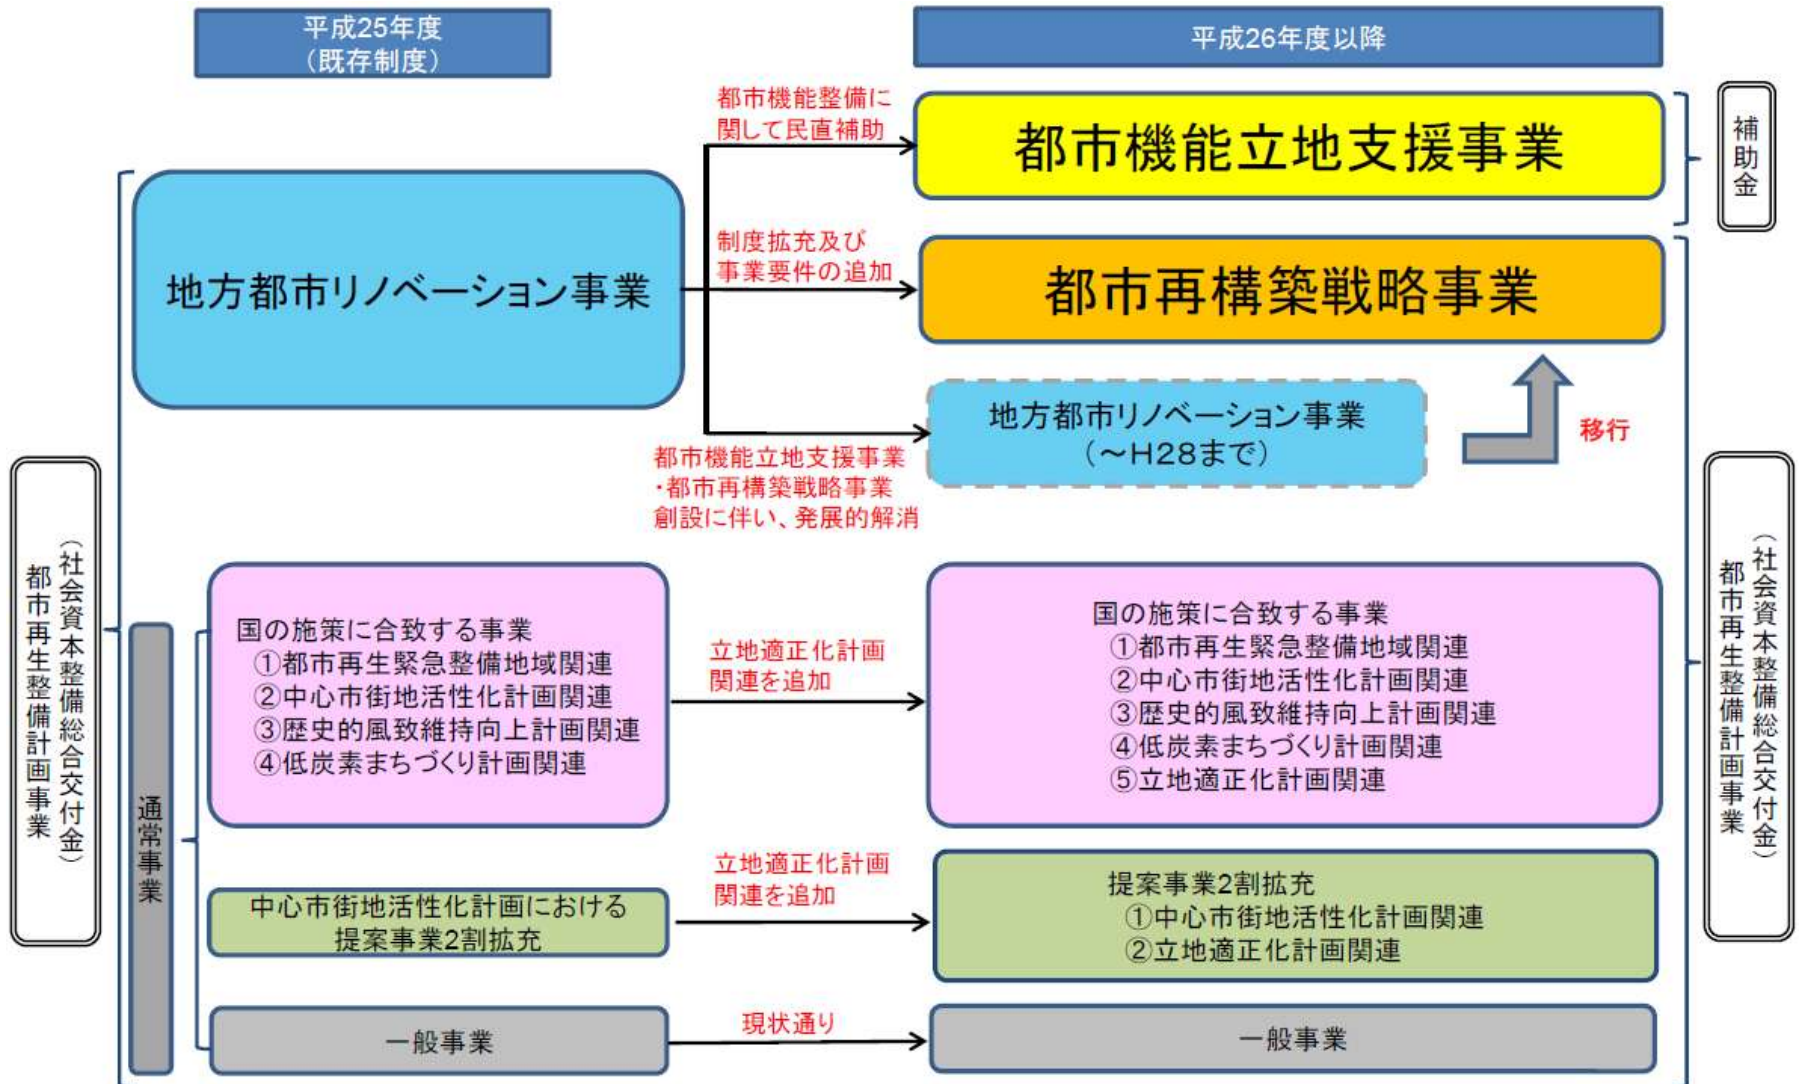 平成25年度
(既存制度)
平成26年度以降
都市機能整備に
関して民直補助
都市機能立地支援事業
補助金
地方都市リノベーション事業
制度拡充及び
事業要件の追加
都市再構築戦略事業
地方都市リノベーション事業
(～H28まで)
移行
都市機能立地支援事業
・都市再構築戦略事業
創設に伴い、発展的解消
(社会資本整備総合交付金)
都市再生整備計画事業
通常事業
国の施策に合致する事業
①都市再生緊急整備地域関連
②中心市街地活性化計画関連
③歴史的風致維持向上計画関連
④低炭素まちづくり計画関連
立地適正化計画
関連を追加
国の施策に合致する事業
①都市再生緊急整備地域関連
②中心市街地活性化計画関連
③歴史的風致維持向上計画関連
④低炭素まちづくり計画関連
⑤立地適正化計画関連
(社会資本整備総合交付金)
都市再生整備計画事業
中心市街地活性化計画における
提案事業2割拡充
立地適正化計画
関連を追加
提案事業2割拡充
①中心市街地活性化計画関連
②立地適正化計画関連
一般事業
現状通り
一般事業